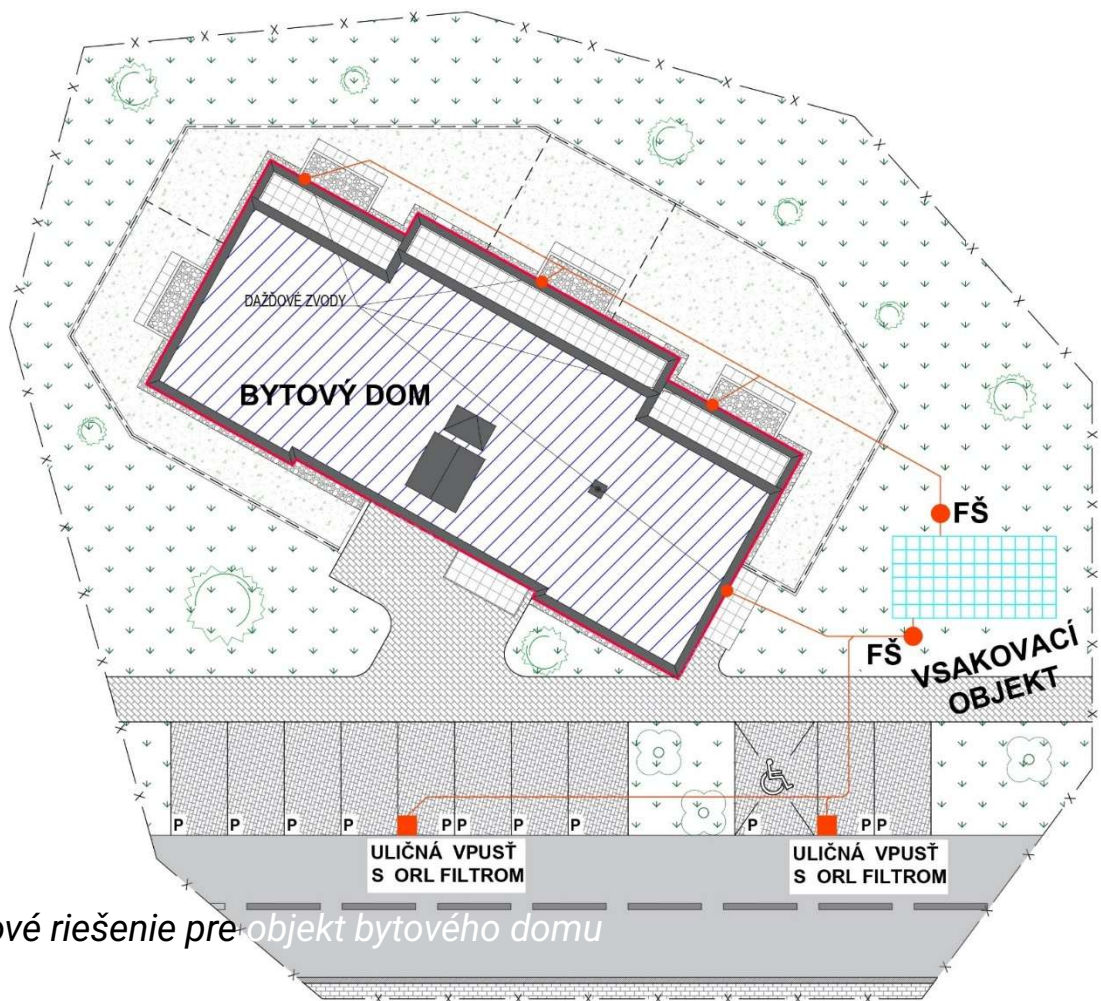 DAŽĎOVÉ ZVODY
BYTOVÝ DOM
FŠ
FŠ
VSAKOVACÍ
OBJEKT
P P P P P P P P P P P
ULIČNÁ VPUSŤ
S ORL FILTROM
ULIČNÁ VPUSŤ
S ORL FILTROM
ové riešenie pre objekt bytového domu